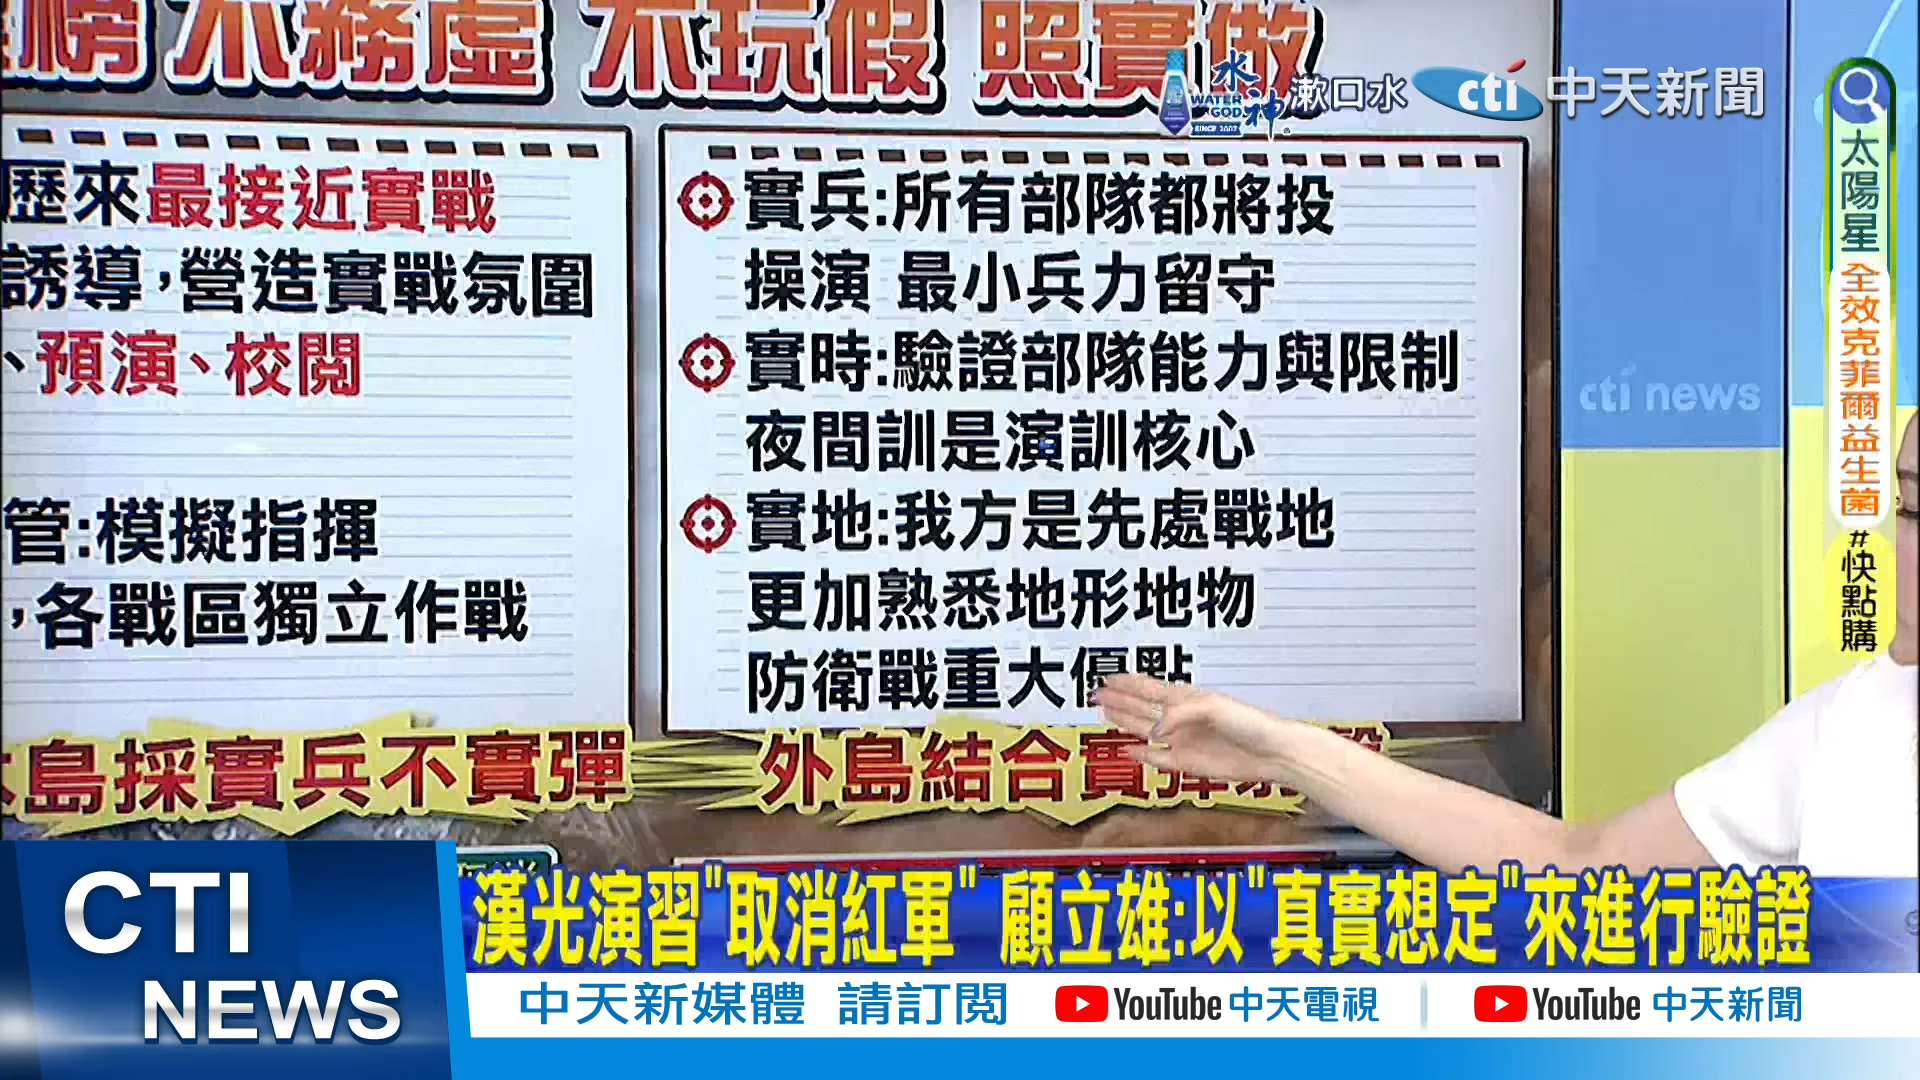 榜 不務虛 不玩假 照實做
水神
WATER
GOD
SINCE 2007
漱口水
cti 中天新聞
歷來最接近實戰
誘導,營造實戰氛圍
、預演、校閱
管:模擬指揮
,各戰區獨立作戰
實兵:所有部隊都將投
操演 最小兵力留守
實時:驗證部隊能力與限制
夜間訓是演訓核心
實地:我方是先處戰地
更加熟悉地形地物
防衛戰重大優點
島採實兵不實彈
外島結合實彈
cti news
太陽星
全效克菲爾益生菌
#快點購
漢光演習"取消紅軍" 顧立雄:以"真實想定"來進行驗證
CTI
NEWS
中天新媒體 請訂閱 YouTube 中天電視 | YouTube 中天新聞